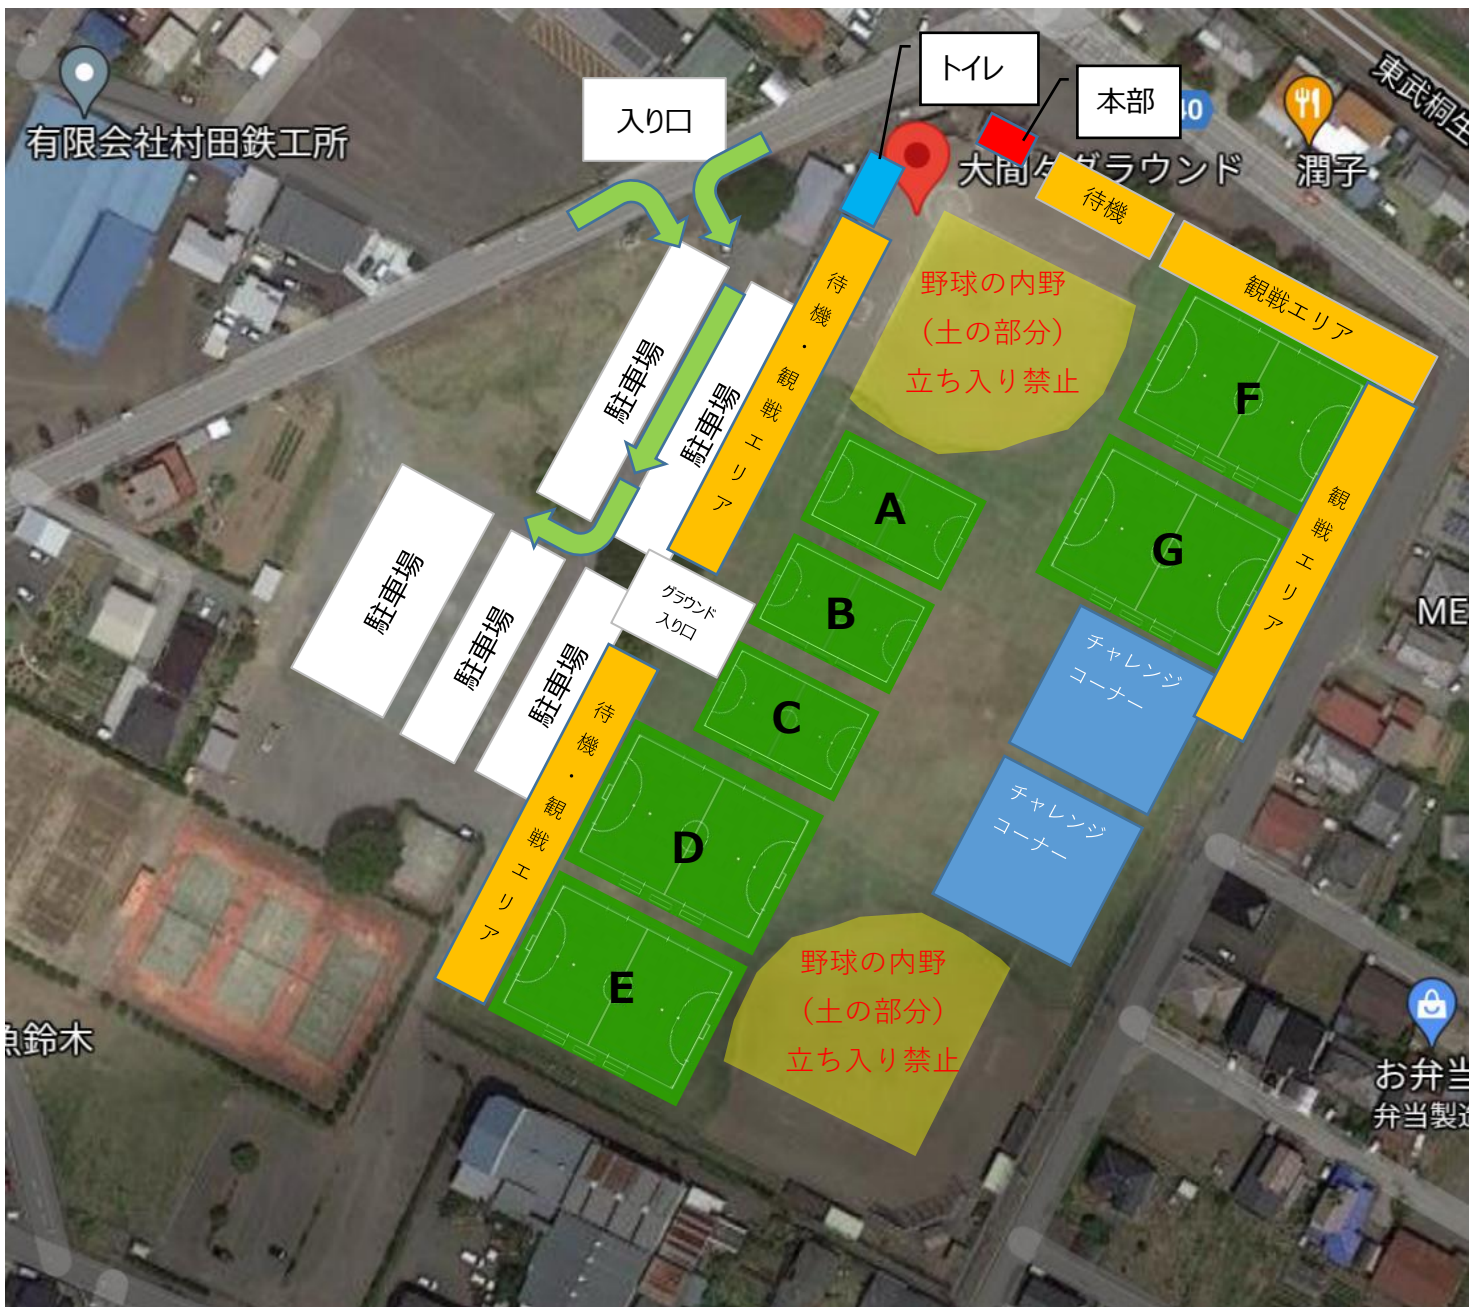 トイレ
本部
入り口
有限会社村田鉄工所
大間々グラウンド
潤子
東武桐生
40
待機
観戦エリア
待機・観戦エリア
野球の内野
（土の部分）
立ち入り禁止
駐車場
駐車場
F
A
G
観戦エリア
駐車場
駐車場
駐車場
グラウンド
入り口
B
C
チャレンジ
コーナー
ME
待機・観戦エリア
D
チャレンジ
コーナー
E
野球の内野
（土の部分）
立ち入り禁止
魚鈴木
お弁当
弁当製造